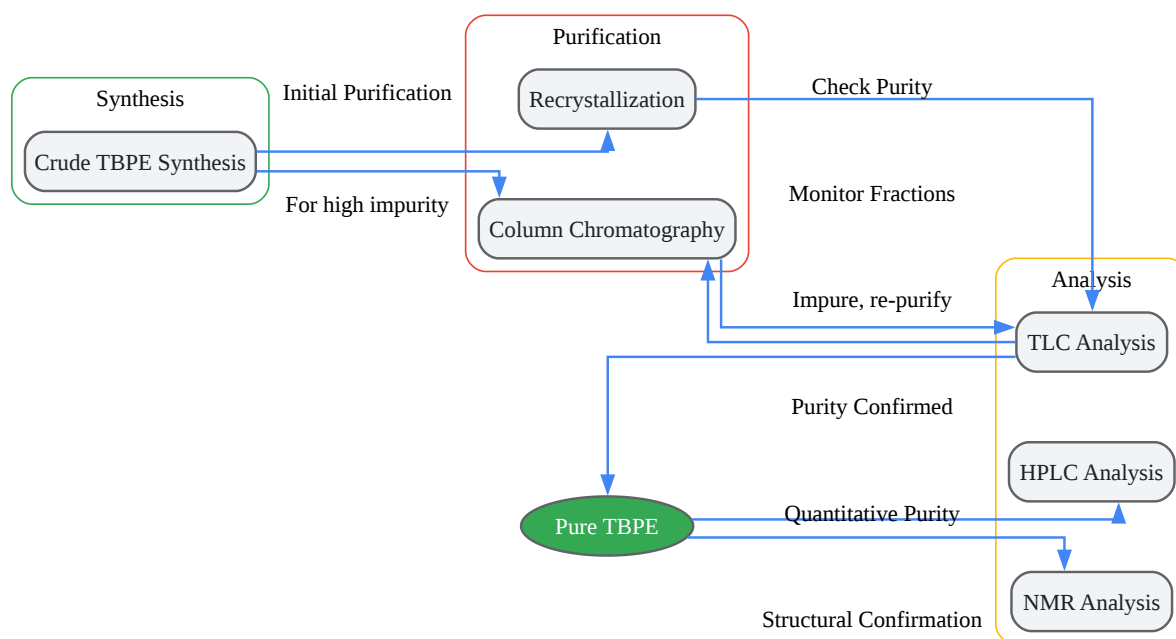 Purification
Synthesis
Initial Purification
Recrystallization
Check Purity
Crude TBPE Synthesis
For high impurity
Monitor Fractions
Column Chromatography
Analysis
Impure, re-purify
TLC Analysis
Purity Confirmed
HPLC Analysis
Pure TBPE
Quantitative Purity
NMR Analysis
Structural Confirmation